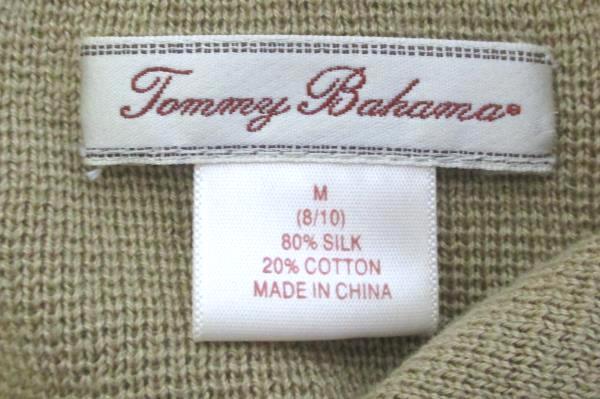 Tommy Bahama®
M
(8/10)
80% SILK
20% COTTON
MADE IN CHINA